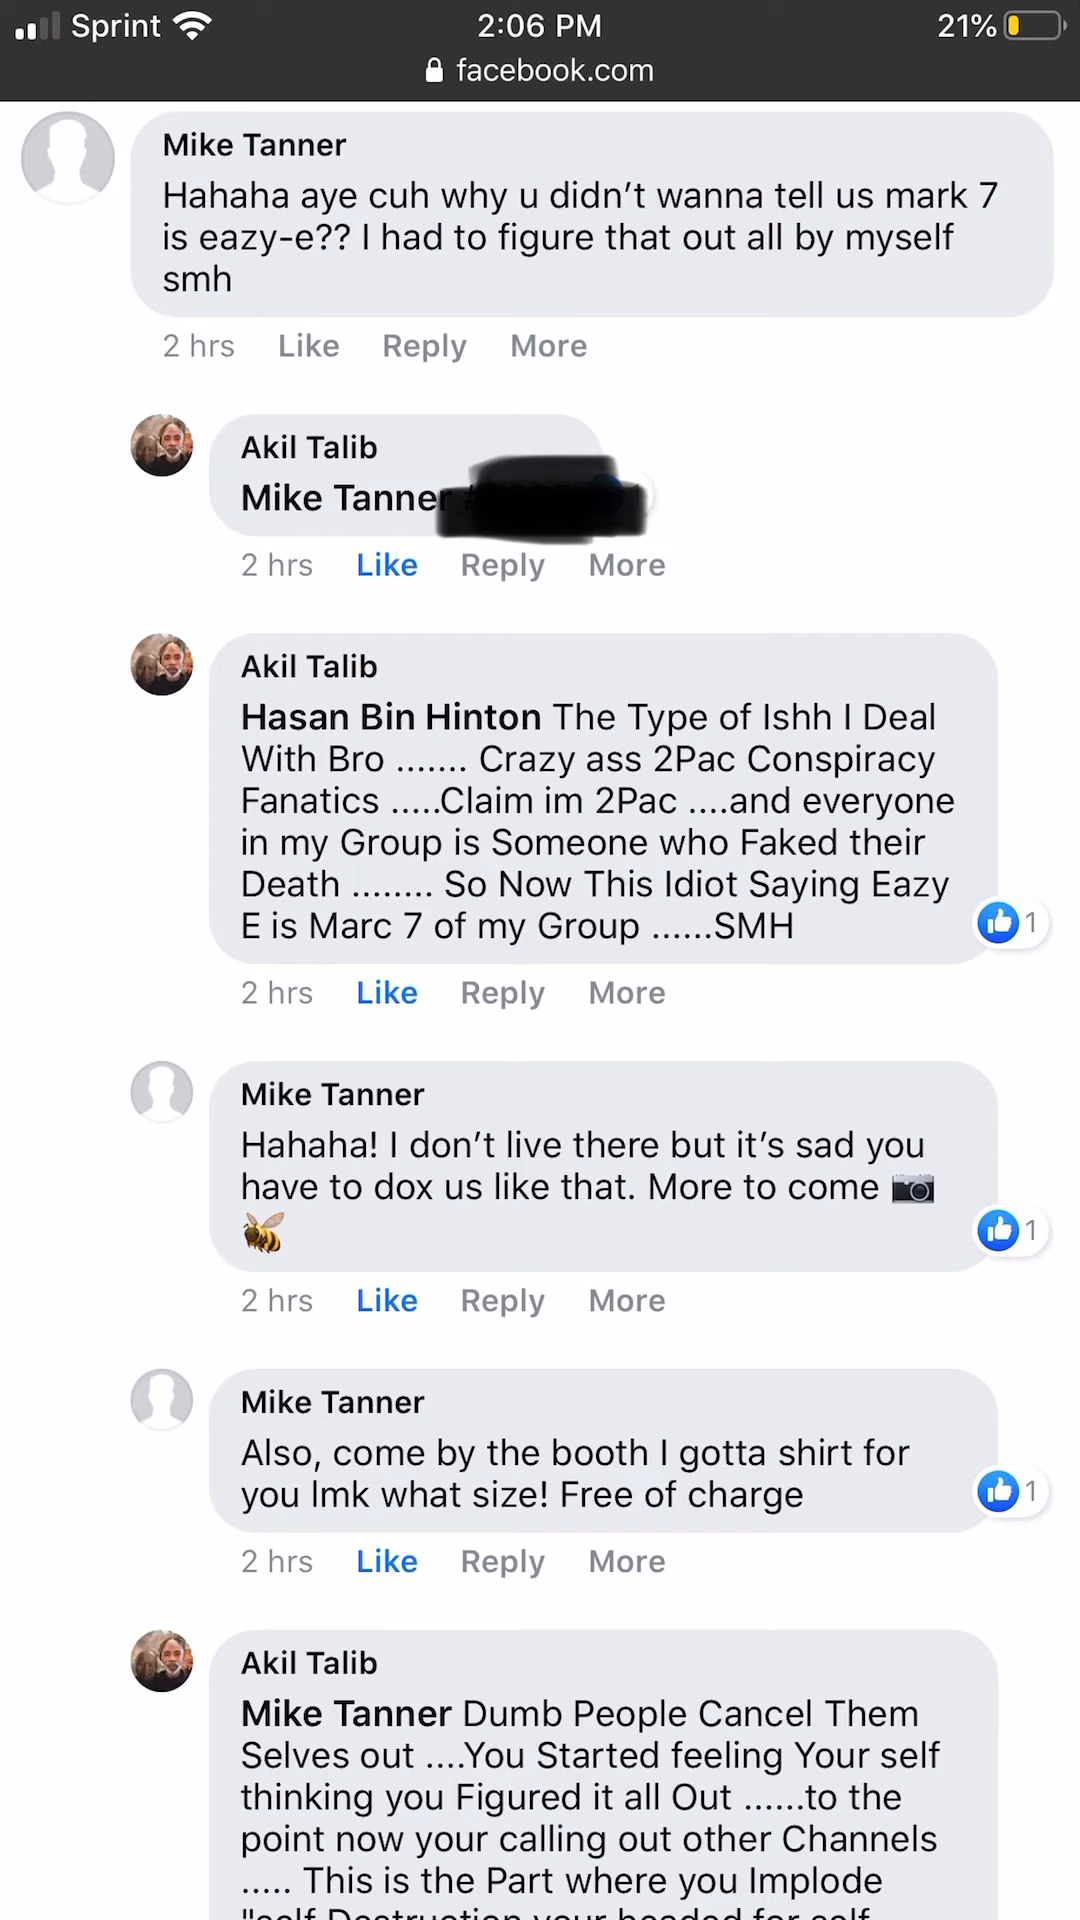 Sprint 2:06 PM 21%
facebook.com
Mike Tanner
Hahaha aye cuh why u didn’t wanna tell us mark 7
is eazy-e?? I had to figure that out all by myself
smh
2 hrs Like Reply More
Akil Talib
Mike Tanner #
2 hrs Like Reply More
Akil Talib
Hasan Bin Hinton The Type of Ishh I Deal
With Bro ....... Crazy ass 2Pac Conspiracy
Fanatics .....Claim im 2Pac ....and everyone
in my Group is Someone who Faked their
Death ........ So Now This Idiot Saying Eazy
E is Marc 7 of my Group ......SMH
1
2 hrs Like Reply More
Mike Tanner
Hahaha! I don’t live there but it’s sad you
have to dox us like that. More to come 📷
🐝
1
2 hrs Like Reply More
Mike Tanner
Also, come by the booth I gotta shirt for
you lmk what size! Free of charge
1
2 hrs Like Reply More
Akil Talib
Mike Tanner Dumb People Cancel Them
Selves out ....You Started feeling Your self
thinking you Figured it all Out ......to the
point now your calling out other Channels
..... This is the Part where you Implode
"self Destruction your headed for self